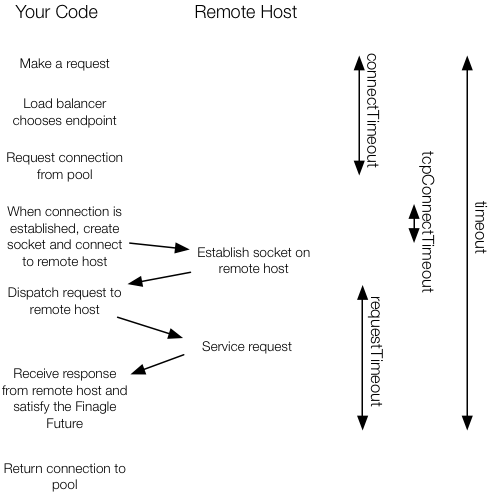 Your Code
Remote Host
Make a request
Load balancer
chooses endpoint
Request connection
from pool
When connection is
established, create
socket and connect
to remote host
Establish socket on
remote host
Dispatch request to
remote host
Service request
Receive response
from remote host and
satisfy the Finagle
Future
Return connection to
pool
connectTimeout
tcpConnectTimeout
requestTimeout
timeout